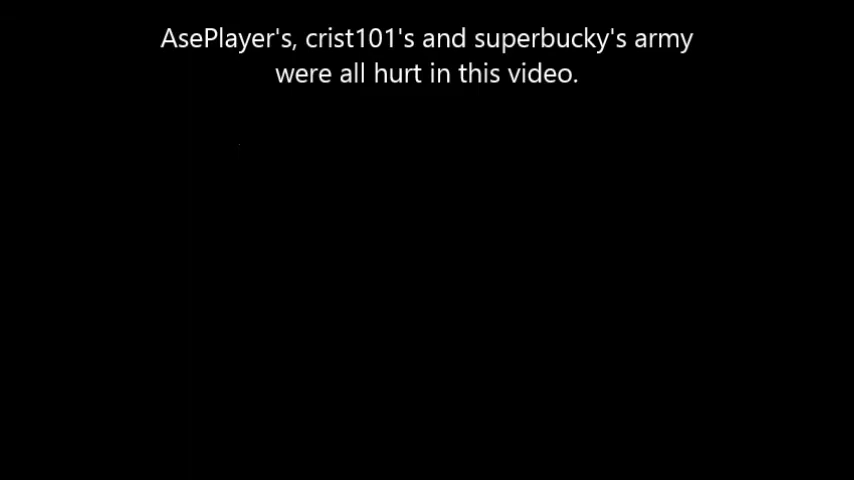 AsePlayer's, crist101's and superbucky's army
were all hurt in this video.